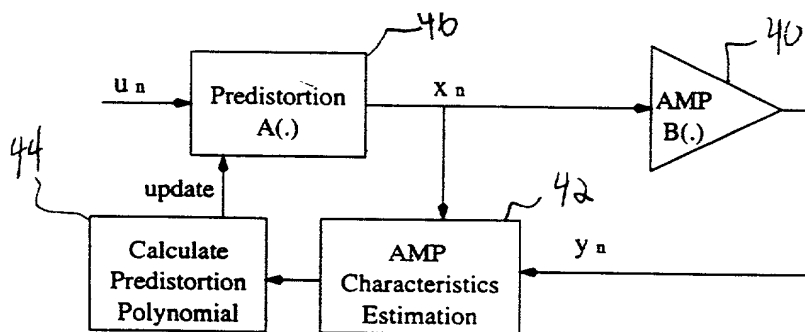 46
40
u n
Predistortion
A(.)
x n
AMP
B(.)
44
update
42
Calculate
Predistortion
Polynomial
AMP
Characteristics
Estimation
y n